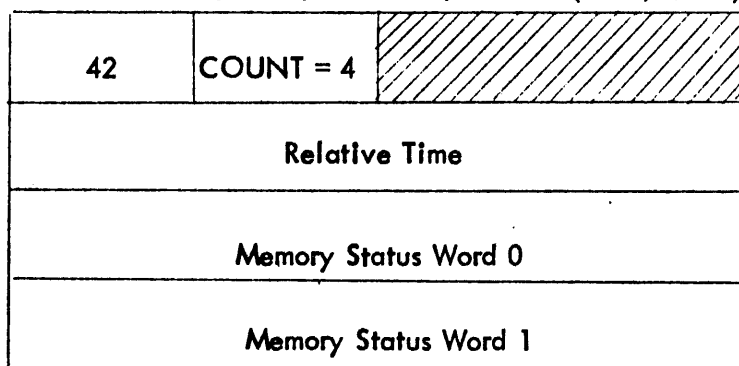 42 COUNT = 4
Relative Time
Memory Status Word 0
Memory Status Word 1